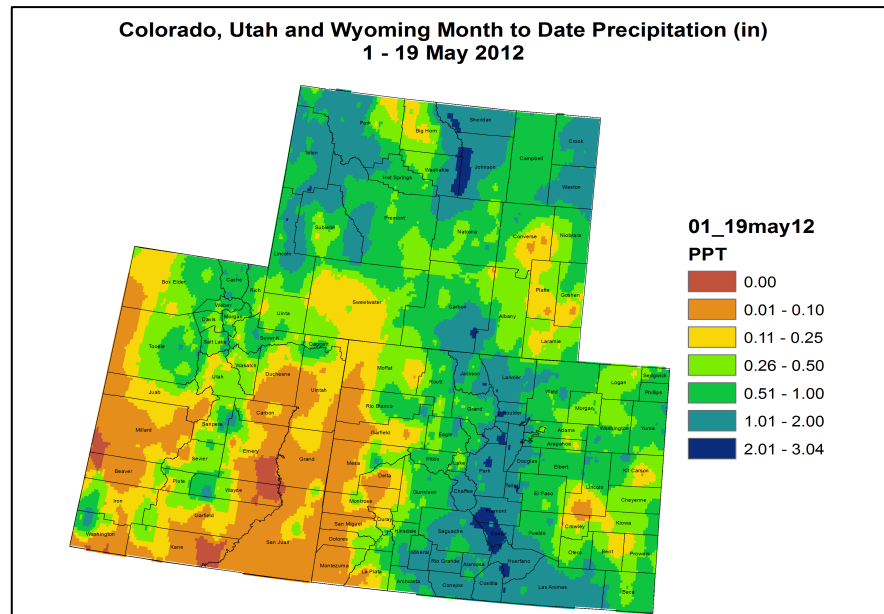 Colorado, Utah and Wyoming Month to Date Precipitation (in)
1 - 19 May 2012
Park
Sheridan
Big Horn
Crook
Teton
Campbell
Washakie
Johnson
Hot Springs
Weston
Fremont
Sublette
Natrona
Converse
Niobrara
Lincoln
01_19may12
PPT
0.00
0.01 - 0.10
0.11 - 0.25
0.26 - 0.50
0.51 - 1.00
1.01 - 2.00
2.01 - 3.04
Box Elder
Cache
Rich
Weber
Morgan
Davis
Salt Lake
Summit
Daggett
Tooele
Wasatch
Utah
Duchesne
Uintah
Juab
Carbon
Sanpete
Millard
Emery
Grand
Sevier
Beaver
Piute
Wayne
Iron
Garfield
Washington
Kane
San Juan
Uinta
Sweetwater
Carbon
Albany
Platte
Goshen
Laramie
Moffat
Routt
Jackson
Larimer
Logan
Sedgwick
Phillips
Weld
Rio Blanco
Grand
Boulder
Morgan
Garfield
Eagle
Adams
Washington
Yuma
Arapahoe
Mesa
Pitkin
Lake
Park
Douglas
Elbert
Kit Carson
Delta
Gunnison
Chaffee
Teller
Lincoln
El Paso
Cheyenne
Montrose
Fremont
Ouray
Crowley
Kiowa
San Miguel
Hinsdale
Saguache
Custer
Pueblo
Dolores
Otero
Bent
Prowers
Mineral
Rio Grande
Alamosa
Huerfano
Montezuma
La Plata
Archuleta
Conejos
Costilla
Las Animas
Baca